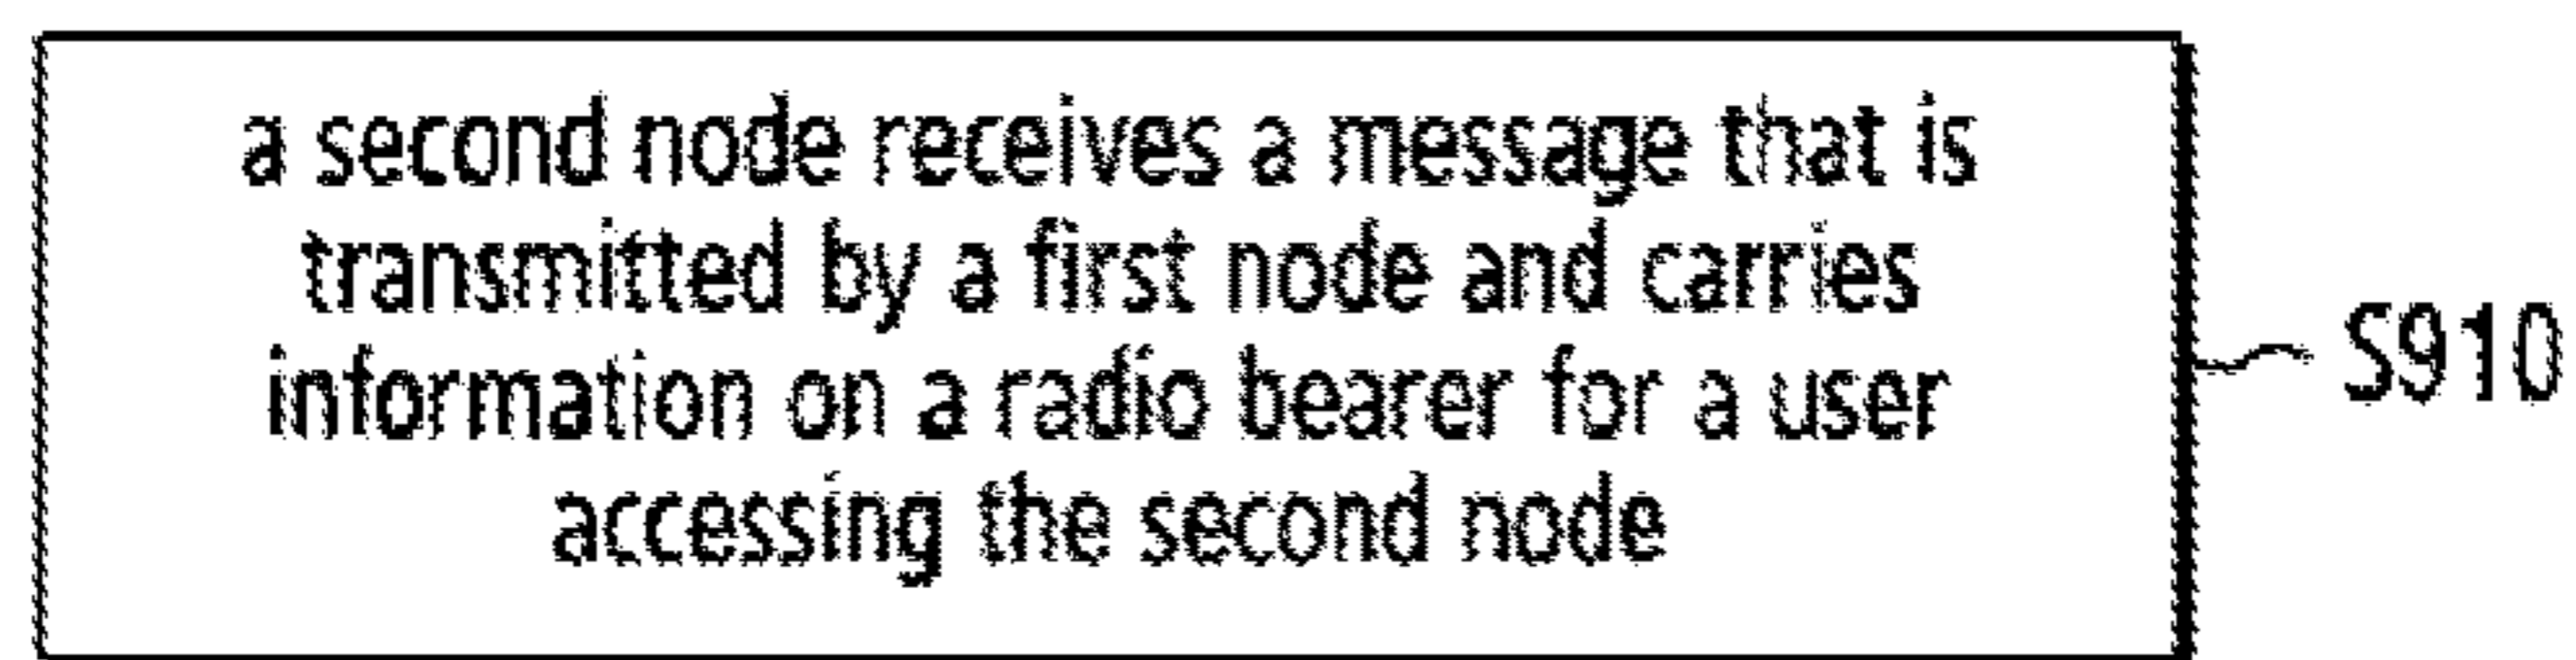 a second node receives a message that is
transmitted by a first node and carries
information on a radio bearer for a user
accessing the second node
S910